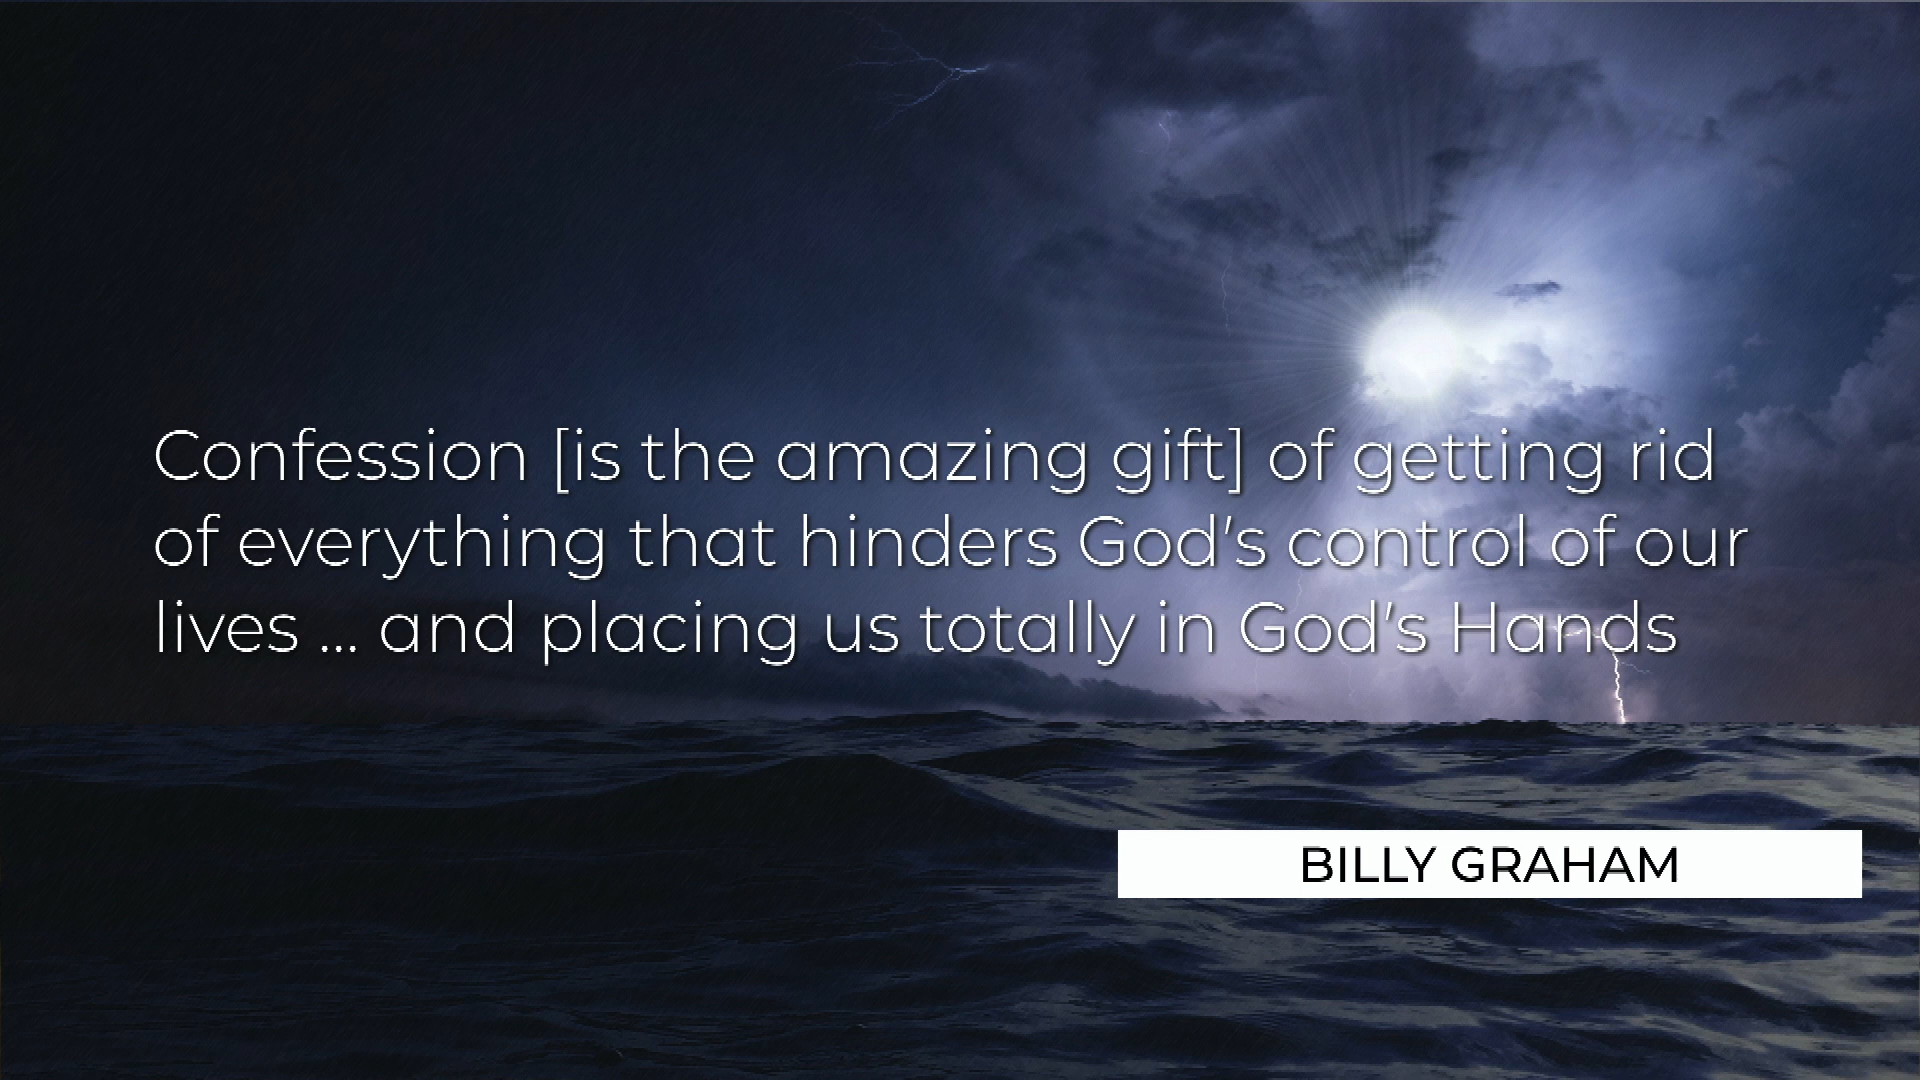 Confession [is the amazing gift] of getting rid
of everything that hinders God’s control of our
lives ... and placing us totally in God’s Hands
BILLY GRAHAM